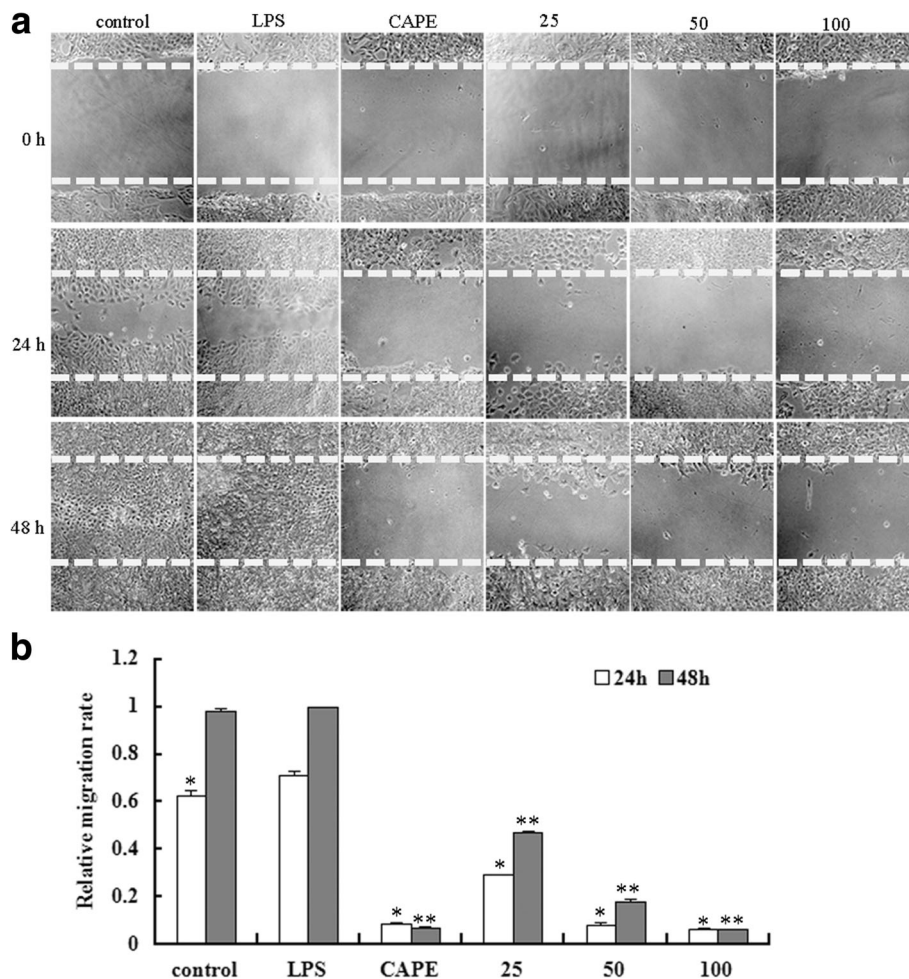 a
control LPS CAPE 25 50 100
0 h
24 h
48 h
b
Relative migration rate
1.2
1
0.8
0.6
0.4
0.2
0
24h 48h
*
* ** * ** * ** * **
control LPS CAPE 25 50 100